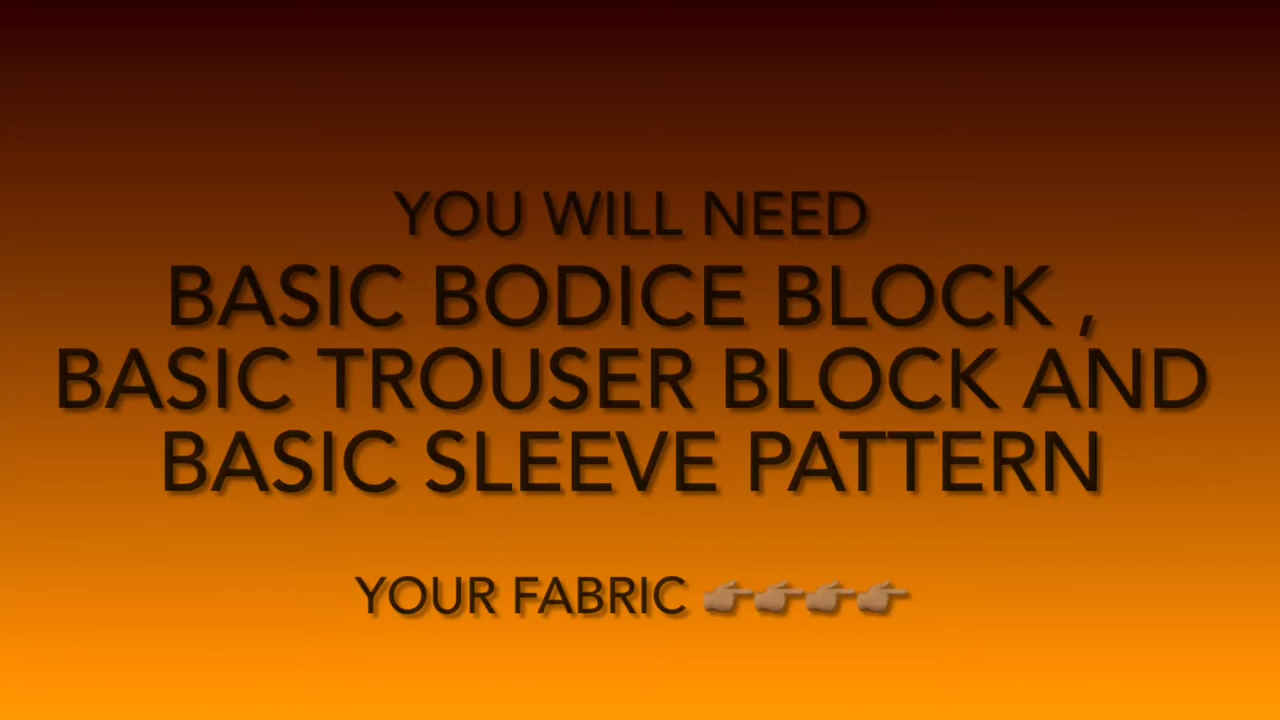 YOU WILL NEED
BASIC BODICE BLOCK ,
BASIC TROUSER BLOCK AND
BASIC SLEEVE PATTERN
YOUR FABRIC 👉🏽👉🏽👉🏽👉🏽